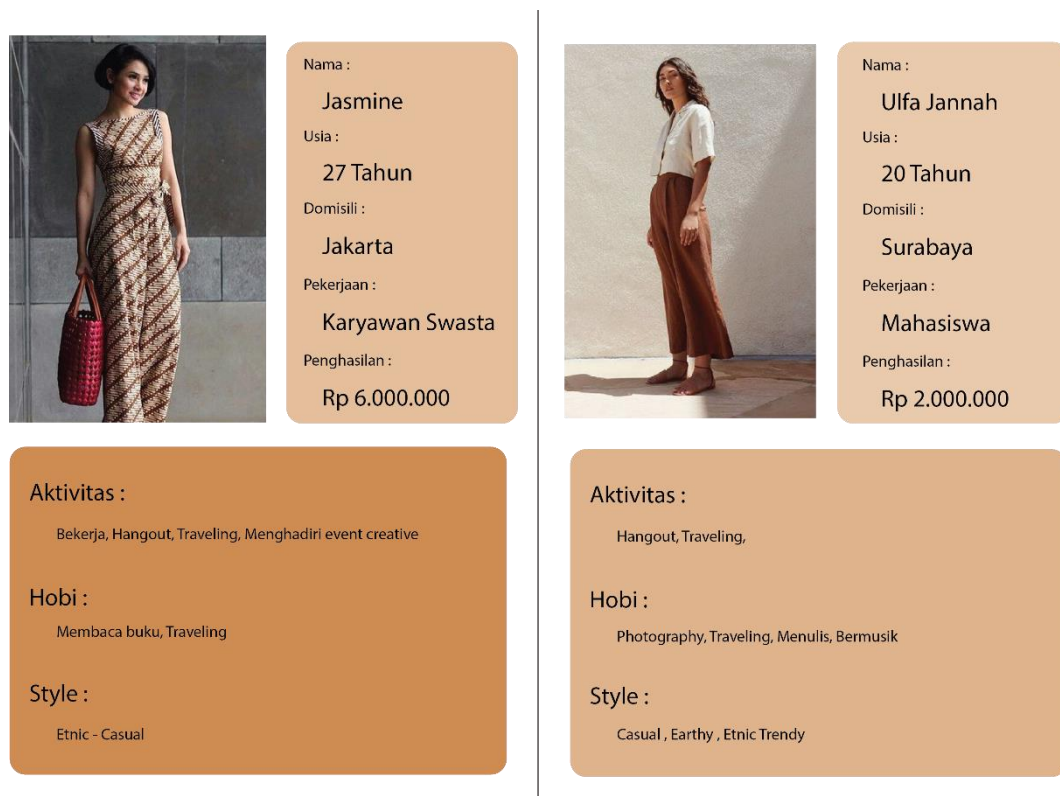 Nama :
Jasmine
Usia :
27 Tahun
Domisili :
Jakarta
Pekerjaan :
Karyawan Swasta
Penghasilan :
Rp 6.000.000
Aktivitas :
Bekerja, Hangout, Traveling, Menghadiri event creative
Hobi :
Membaca buku, Traveling
Style :
Etnic - Casual
Nama :
Ulfa Jannah
Usia :
20 Tahun
Domisili :
Surabaya
Pekerjaan :
Mahasiswa
Penghasilan :
Rp 2.000.000
Aktivitas :
Hangout, Traveling,
Hobi :
Photography, Traveling, Menulis, Bermusik
Style :
Casual , Earthy , Etnic Trendy